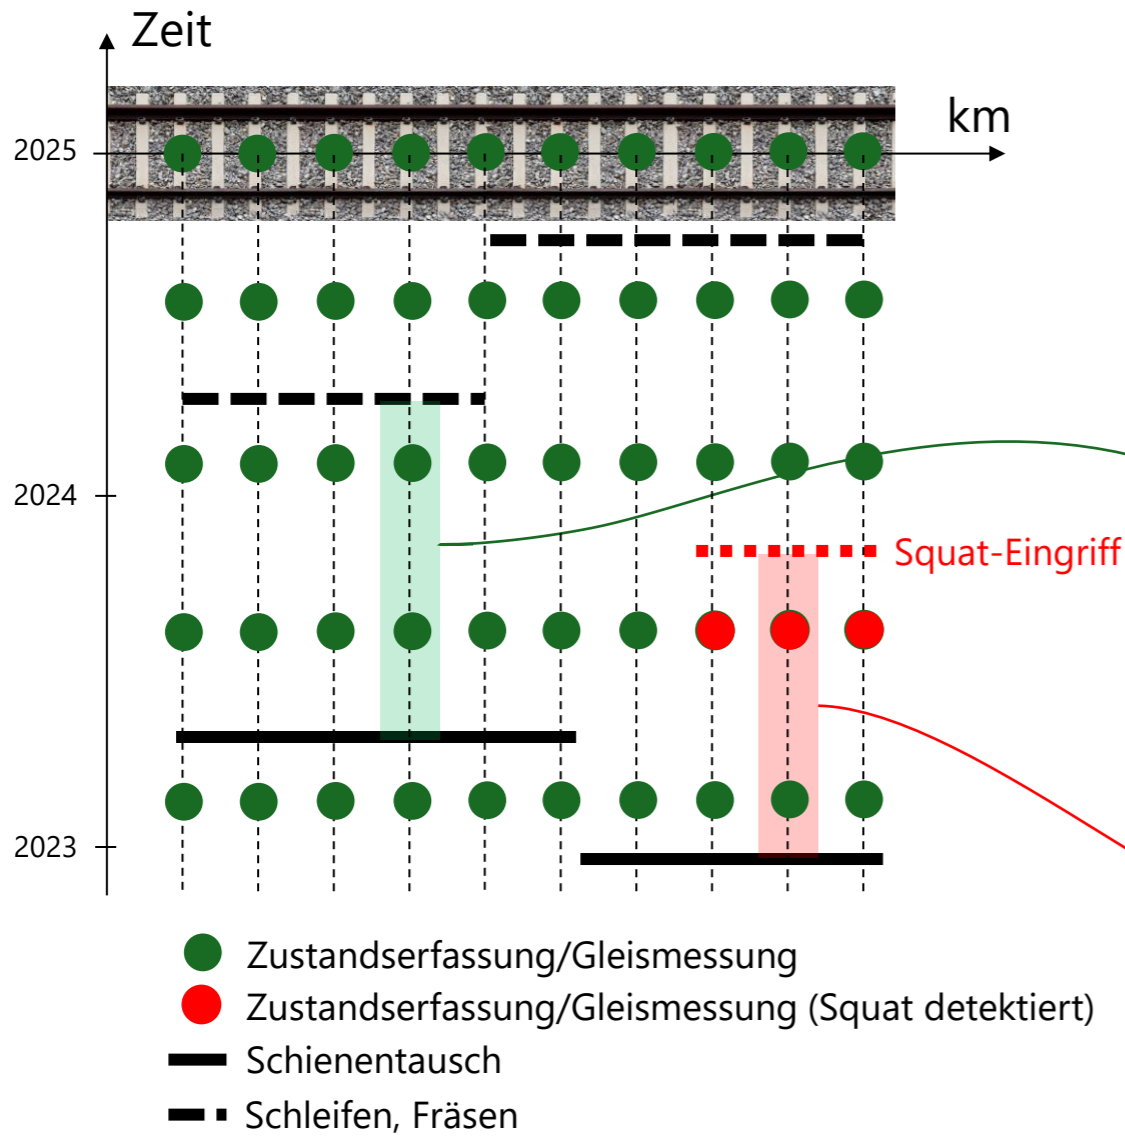 Zeit
km
2025
2024
Squat-Eingriff
2023
Zustandserfassung/Gleismessung
Zustandserfassung/Gleismessung (Squat detektiert)
Schienentausch
Schleifen, Fräsen